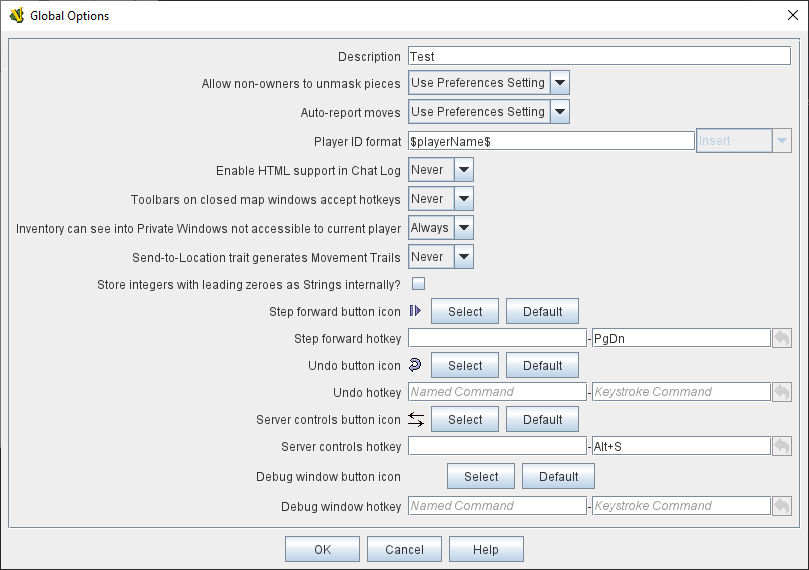 Global Options
Description Test
Allow non-owners to unmask pieces Use Preferences Setting
Auto-report moves Use Preferences Setting
Player ID format $playerName$ Insert
Enable HTML support in Chat Log Never
Toolbars on closed map windows accept hotkeys Never
Inventory can see into Private Windows not accessible to current player Always
Send-to-Location trait generates Movement Trails Never
Store integers with leading zeroes as Strings internally?
Step forward button icon Select Default
Step forward hotkey - PgDn
Undo button icon Select Default
Undo hotkey Named Command - Keystroke Command
Server controls button icon Select Default
Server controls hotkey - Alt+S
Debug window button icon Select Default
Debug window hotkey Named Command - Keystroke Command
OK Cancel Help